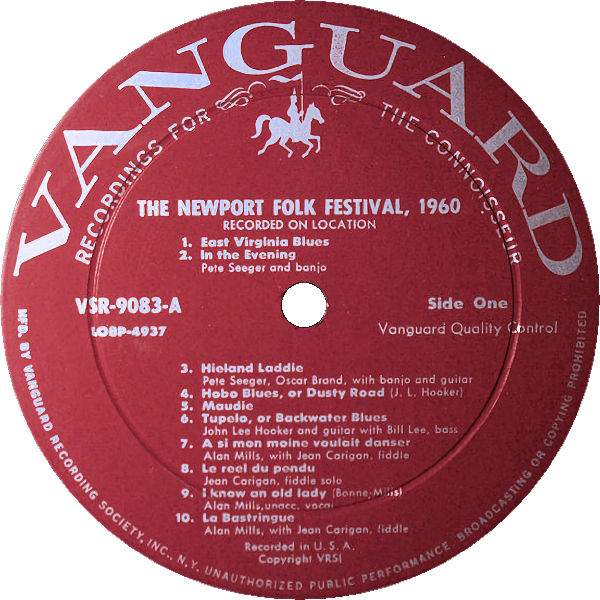 VANGUARD
RECORDINGS FOR THE CONNOISSEUR
THE NEWPORT FOLK FESTIVAL, 1960
RECORDED ON LOCATION
1. East Virginia Blues
2. In the Evening
Pete Seeger and banjo
VSR-9083-A
Side One
LOBP-4937
Vanguard Quality Control
3. Hieland Laddie
Pete Seeger, Oscar Brand, with banjo and guitar
4. Hobo Blues, or Dusty Road (J. L. Hooker)
5. Maudie
6. Tupelo, or Backwater Blues
John Lee Hooker and guitar with Bill Lee, bass
7. A si mon moine voulait danser
Alan Mills, with Jean Carigan, fiddle
8. Le reel du pendu
Jean Carigan, fiddle solo
9. I know an old lady (Bonne-Mills)
Alan Mills, unacc. vocal
10. La Bastringue
Alan Mills, with Jean Carigan, fiddle
Recorded in U. S. A.
Copyright VRSI
MFD. BY VANGUARD RECORDING SOCIETY, INC., N.Y. UNAUTHORIZED PUBLIC PERFORMANCE BROADCASTING OR COPYING PROHIBITED